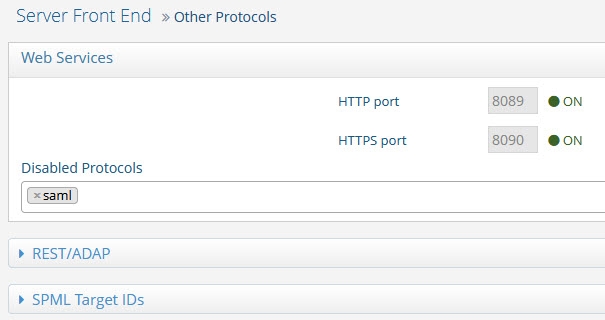 Server Front End » Other Protocols
Web Services
HTTP port 8089 ON
HTTPS port 8090 ON
Disabled Protocols
× saml
REST/ADAP
SPML Target IDs